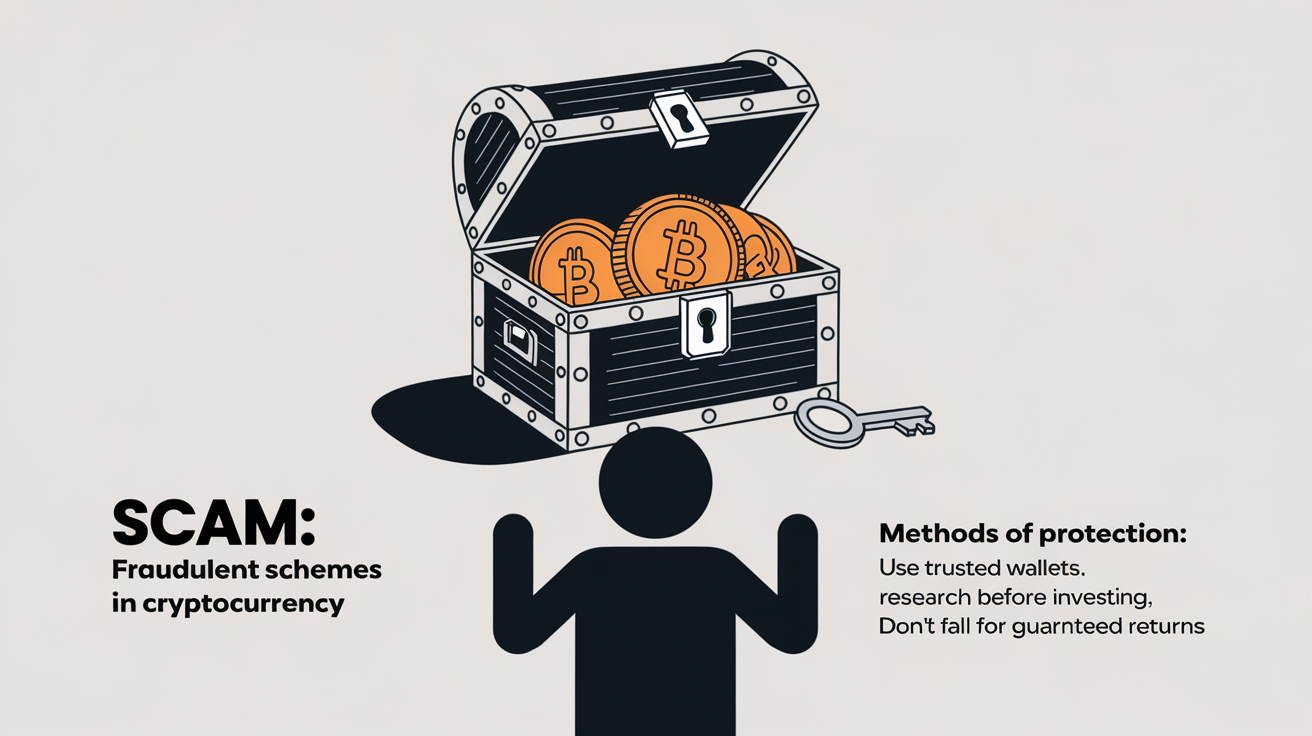 SCAM:
Fraudulent schemes
in cryptocurrency
Methods of protection:
Use trusted wallets.
research before investing,
Don't fall for guarnteed returns